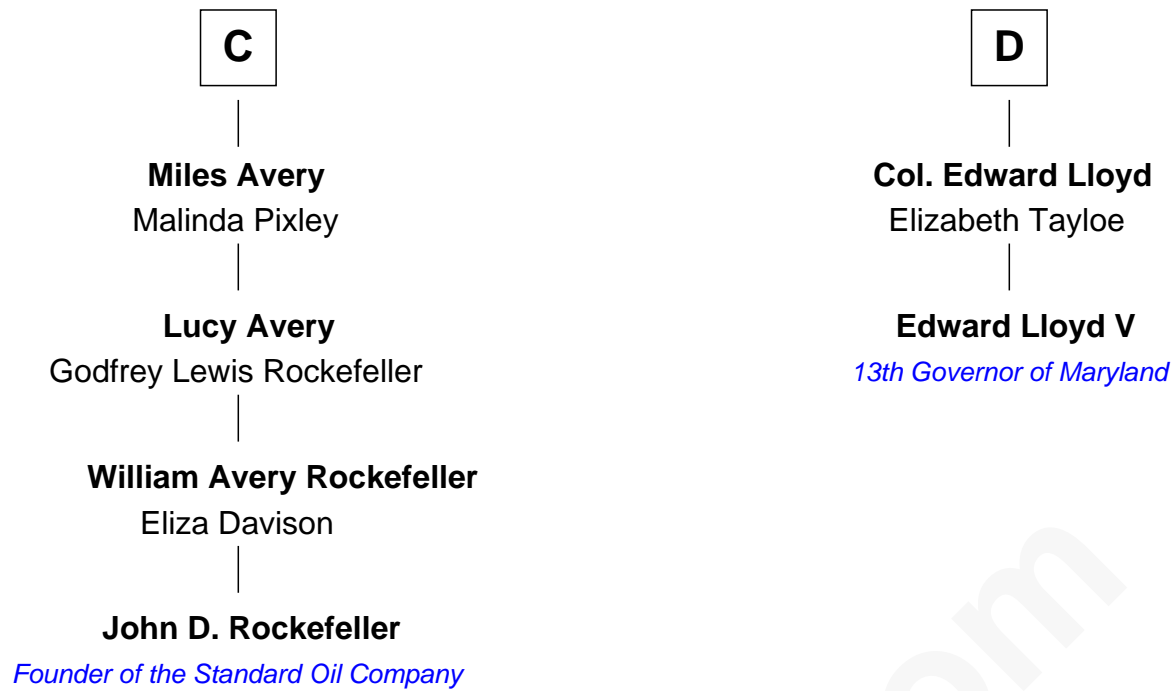 C
Miles Avery
Malinda Pixley
Lucy Avery
Godfrey Lewis Rockefeller
William Avery Rockefeller
Eliza Davison
John D. Rockefeller
Founder of the Standard Oil Company
D
Col. Edward Lloyd
Elizabeth Tayloe
Edward Lloyd V
13th Governor of Maryland
om